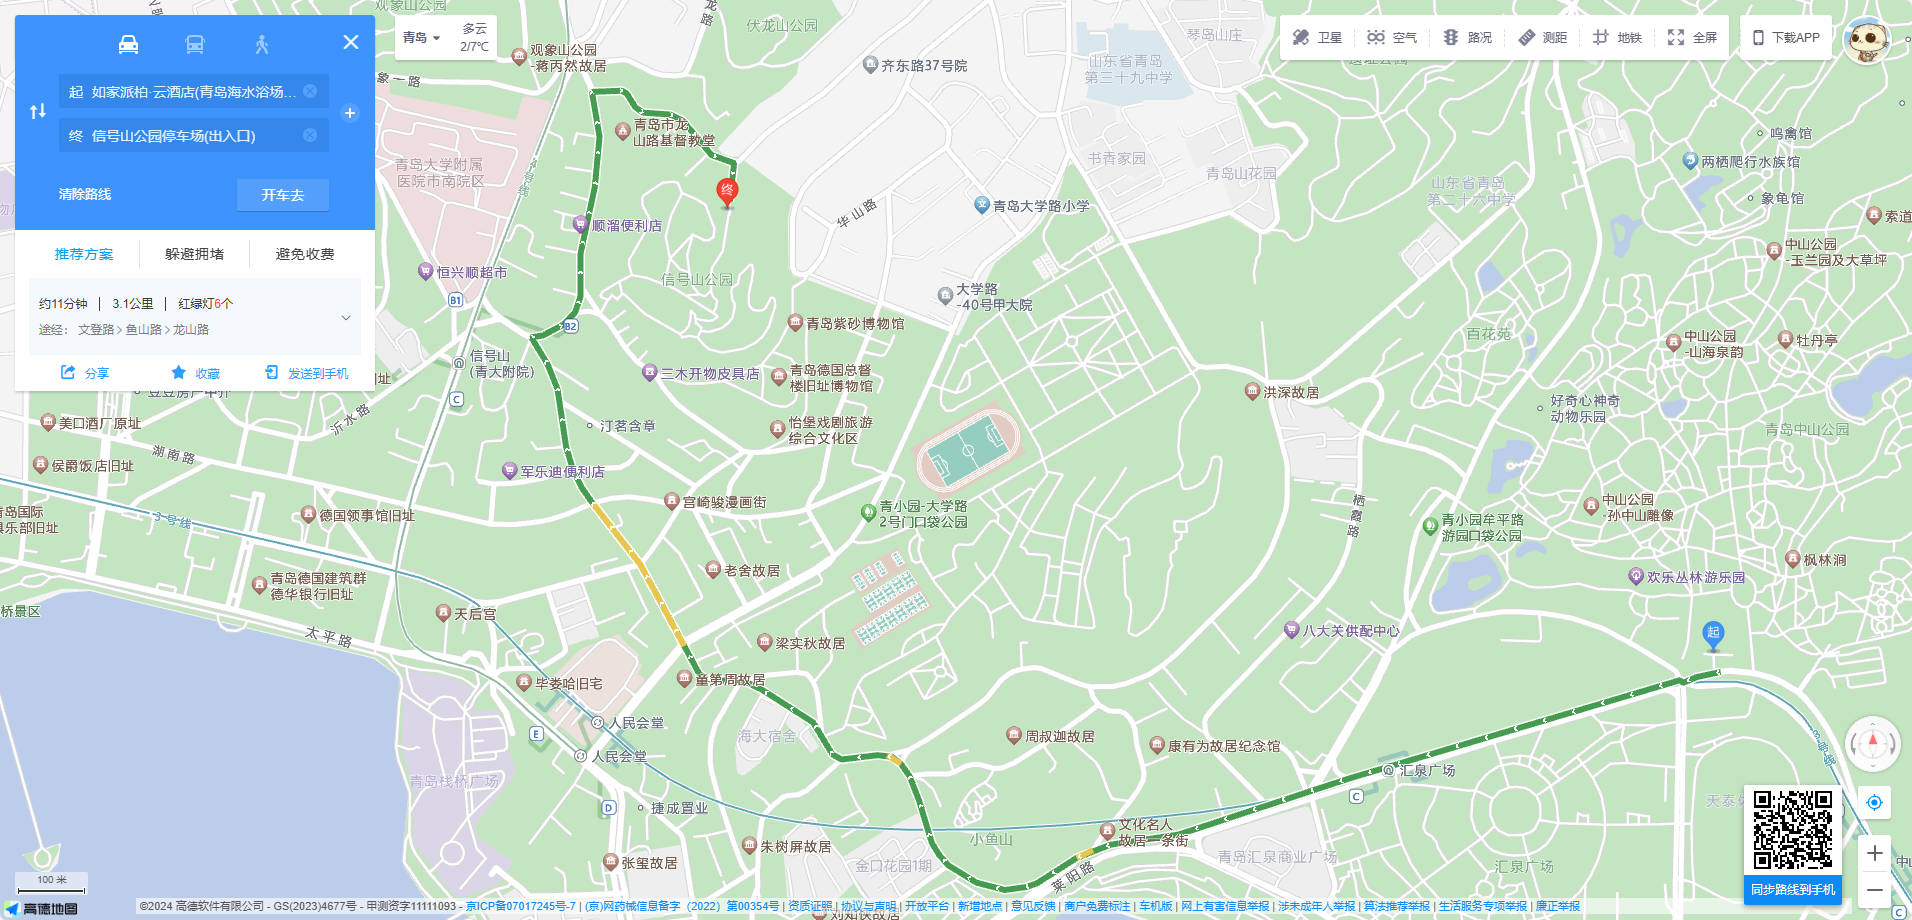 起 如家派柏·云酒店(青岛海水浴场...
终 信号山公园停车场(出入口)
清除路线
开车去
推荐方案
躲避拥堵
避免收费
约11分钟 | 3.1公里 | 红绿灯6个
途经： 文登路 > 鱼山路 > 龙山路
分享
收藏
发送到手机
青岛
多云
2/7℃
卫星
空气
路况
测距
地铁
全屏
下载APP
观象山公园
观象山公园
-蒋丙然故居
象一路
龙
路
伏龙山公园
齐东路37号院
琴岛山庄
山东省青岛
第三十九中学
青岛市龙
山路基督教堂
终
青岛大学附属
医院市南院区
顺溜便利店
恒兴顺超市
B1
B2
信号山公园
华山路
青岛大学路小学
书香家园
青岛山花园
山东省青岛
第二十六中学
鸣禽馆
两栖爬行水族馆
象龟馆
索道
中山公园
-玉兰园及大草坪
大学路
-40号甲大院
青岛紫砂博物馆
信号山
(青大附院)
C
三木开物皮具店
青岛德国总督
楼旧址博物馆
百花苑
中山公园
-山海泉韵
牡丹亭
洪深故居
好奇心神奇
动物乐园
青岛中山公园
美口酒厂原址
沂水路
湖南路
侯爵饭店旧址
汀茗含章
怡堡戏剧旅游
综合文化区
军乐迪便利店
宫崎骏漫画街
青小园-大学路
2号门口袋公园
栖霞路
中山公园
-孙中山雕像
青小园牟平路
游园口袋公园
枫林涧
欢乐丛林游乐园
3号线
德国领事馆旧址
青岛德国建筑群
德华银行旧址
桥景区
太平路
天后宫
老舍故居
梁实秋故居
八大关供配中心
起
毕娄哈旧宅
童第周故居
人民会堂
人民会堂
E
海大宿舍
周叔迦故居
康有为故居纪念馆
汇泉广场
C
3号线
青岛栈桥广场
D
捷成置业
小鱼山
文化名人
故居一条街
朱树屏故居
张玺故居
金口花园1期
莱阳路
青岛汇泉商业广场
汇泉广场
刘知侠故居
同步路线到手机
100 米
高德地图
©2024 高德软件有限公司 - GS(2023)4677号 - 甲测资字11111093 - 京ICP备07017245号-7 | (京)网药械信息备字（2022）第00354号 | 资质证照 | 协议与声明 | 开放平台 | 新增地点 | 意见反馈 | 商户免费标注 | 车机版 | 网上有害信息举报 | 涉未成年人举报 | 算法推荐举报 | 生活服务专项举报 | 廉正举报
C